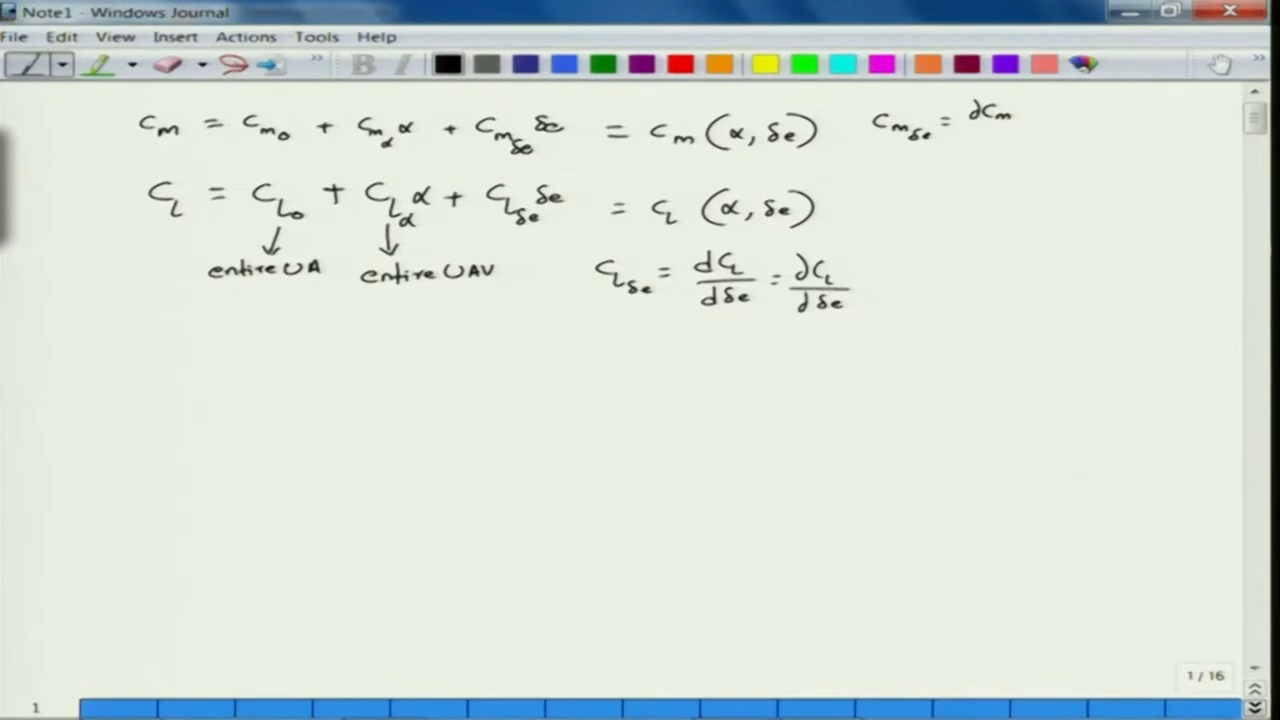 Note1 - Windows Journal
File Edit View Insert Actions Tools Help
B I
Cm = Cm₀ + Cmα α + Cmδe δe = Cm (α, δe) Cmδe = ∂Cm
CL = CL₀ + CLα α + CLδe δe = CL (α, δe)
entire UA entire UAV
CLδe = dCL/dδe = ∂CL/∂δe
1 / 16
1